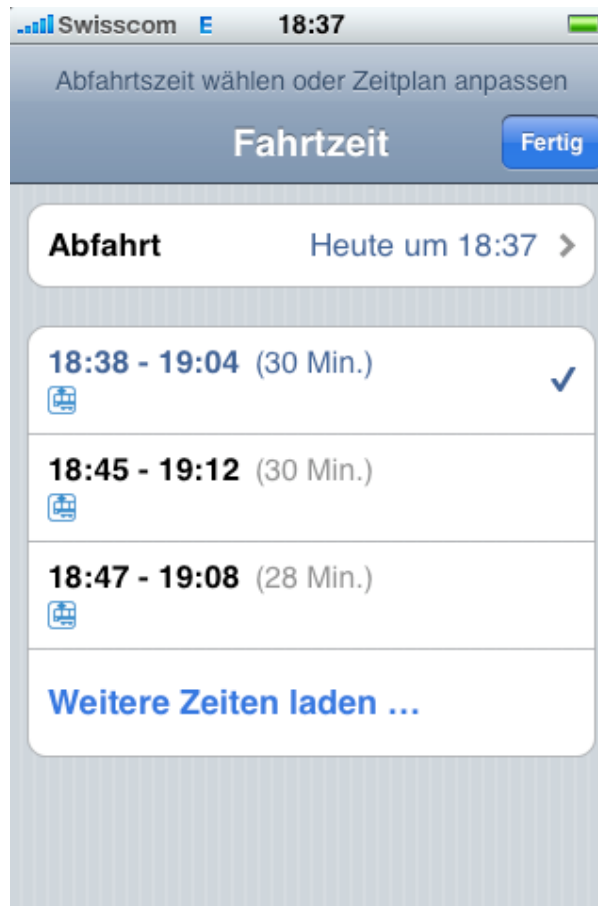 Swisscom E 18:37
Abfahrtszeit wählen oder Zeitplan anpassen
Fahrtzeit Fertig
Abfahrt Heute um 18:37
18:38 - 19:04 (30 Min.)
18:45 - 19:12 (30 Min.)
18:47 - 19:08 (28 Min.)
Weitere Zeiten laden ...